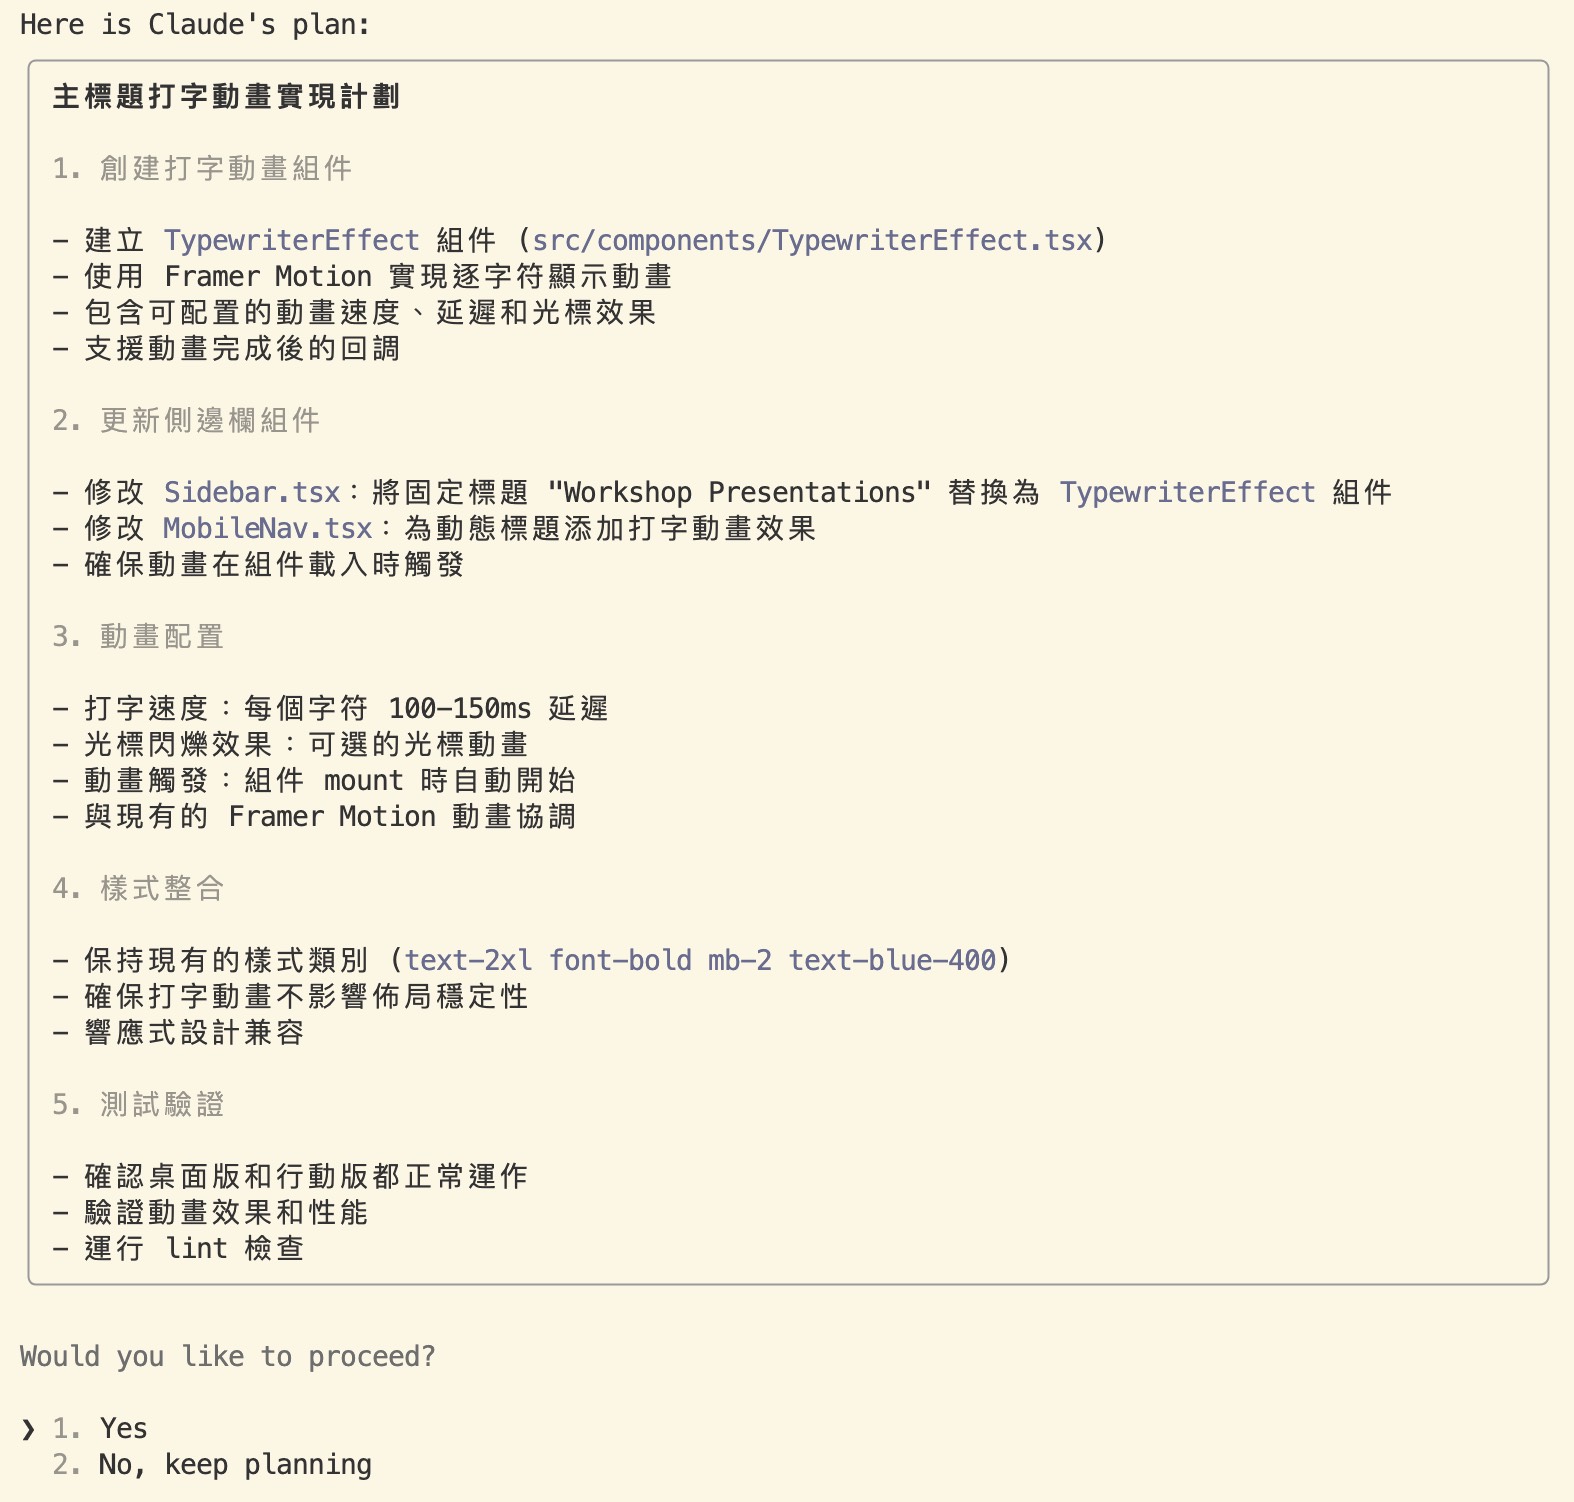 Here is Claude's plan:
主標題打字動畫實現計劃
1. 創建打字動畫組件
- 建立 TypewriterEffect 組件 (src/components/TypewriterEffect.tsx)
- 使用 Framer Motion 實現逐字符顯示動畫
- 包含可配置的動畫速度、延遲和光標效果
- 支援動畫完成後的回調
2. 更新側邊欄組件
- 修改 Sidebar.tsx：將固定標題 "Workshop Presentations" 替換為 TypewriterEffect 組件
- 修改 MobileNav.tsx：為動態標題添加打字動畫效果
- 確保動畫在組件載入時觸發
3. 動畫配置
- 打字速度：每個字符 100-150ms 延遲
- 光標閃爍效果：可選的光標動畫
- 動畫觸發：組件 mount 時自動開始
- 與現有的 Framer Motion 動畫協調
4. 樣式整合
- 保持現有的樣式類別 (text-2xl font-bold mb-2 text-blue-400)
- 確保打字動畫不影響佈局穩定性
- 響應式設計兼容
5. 測試驗證
- 確認桌面版和行動版都正常運作
- 驗證動畫效果和性能
- 運行 lint 檢查
Would you like to proceed?
❯ 1. Yes
2. No, keep planning